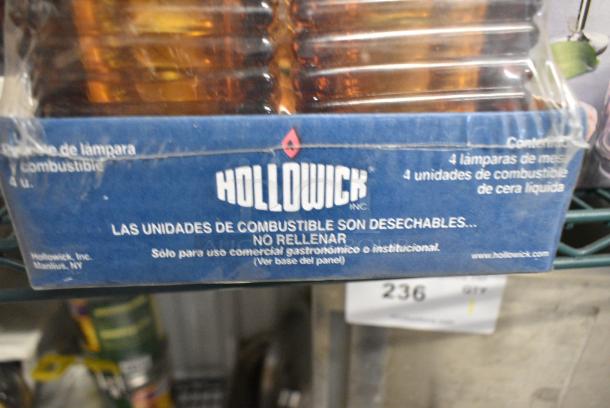 de lámpara
combustible
4 u.
HOLLOWICK
INC.
4 lámparas de mesa
4 unidades de combustible
de cera líquida
LAS UNIDADES DE COMBUSTIBLE SON DESECHABLES...
NO RELLENAR
Sólo para uso comercial gastronómico o institucional.
(Ver base del panel)
Hollowick, Inc.
Manlius, NY
www.hollowick.com
236
QTY
1